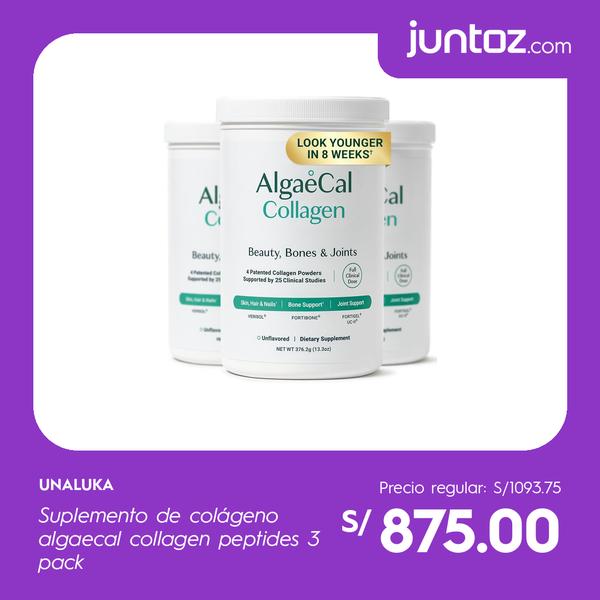 juntoz.com
LOOK YOUNGER
IN 8 WEEKS†
AlgaeCal
Collagen
Beauty, Bones & Joints
4 Patented Collagen Powders
Supported by 25 Clinical Studies
Full
Clinical
Dose
Skin, Hair & Nails† | Bone Support† | Joint Support
VERISOL® FORTIBONE® FORTIGEL®
UC-II®
Unflavored | Dietary Supplement
NET WT 376.2g (13.3oz)
UNALUKA
Suplemento de colágeno
algaecal collagen peptides 3
pack
Precio regular: S/1093.75
S/ 875.00